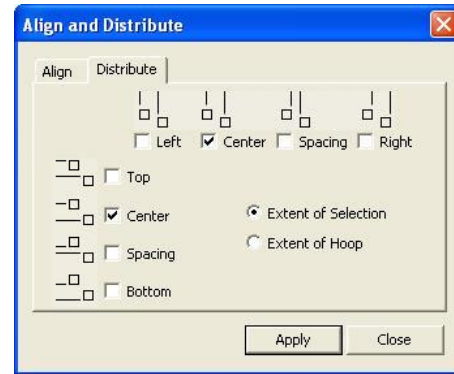 Align and Distribute
Align Distribute
Left Center Spacing Right
Top
Center Extent of Selection
Extent of Hoop
Spacing
Bottom
Apply Close